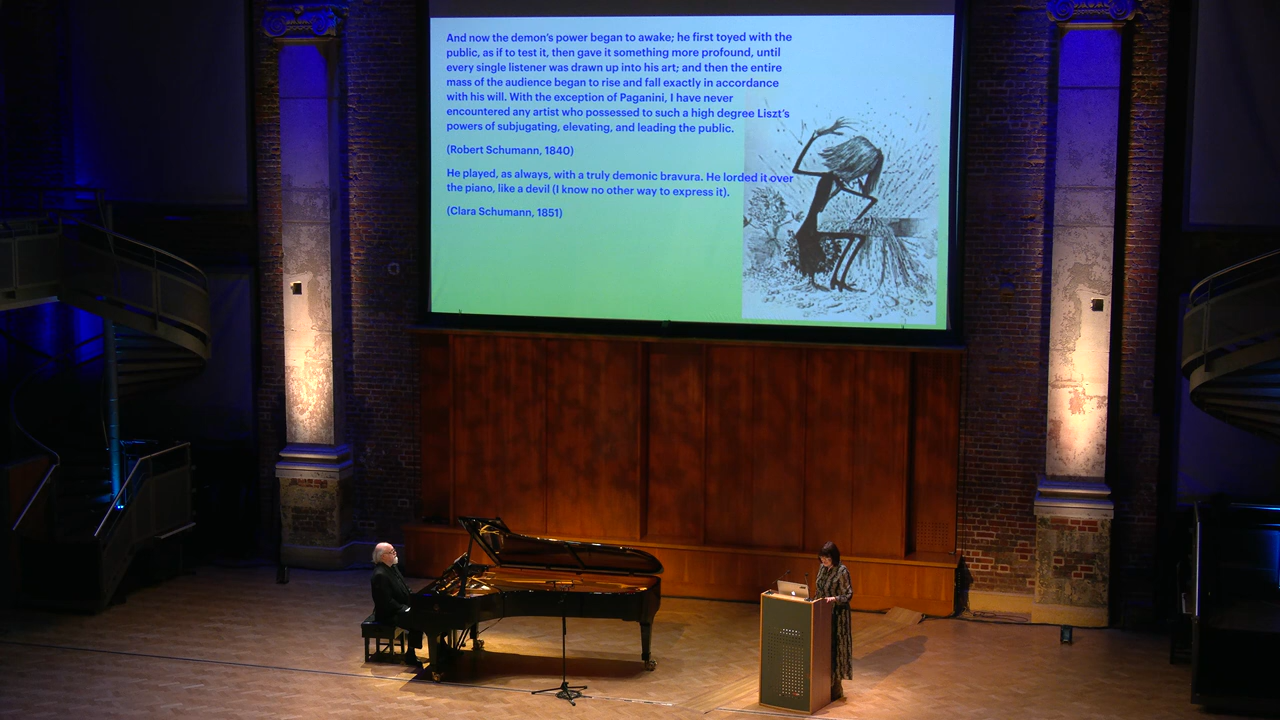 And now the demon's power began to awake; he first toyed with the
public, as if to test it, then gave it something more profound, until
every single listener was drawn up into his art; and then the entire
mass of the audience began to rise and fall exactly in accordance
with his will. With the exception of Paganini, I have never
encountered any artist who possessed to such a high degree Liszt's
powers of subjugating, elevating, and leading the public.
(Robert Schumann, 1840)
He played, as always, with a truly demonic bravura. He lorded it over
the piano, like a devil (I know no other way to express it).
(Clara Schumann, 1851)